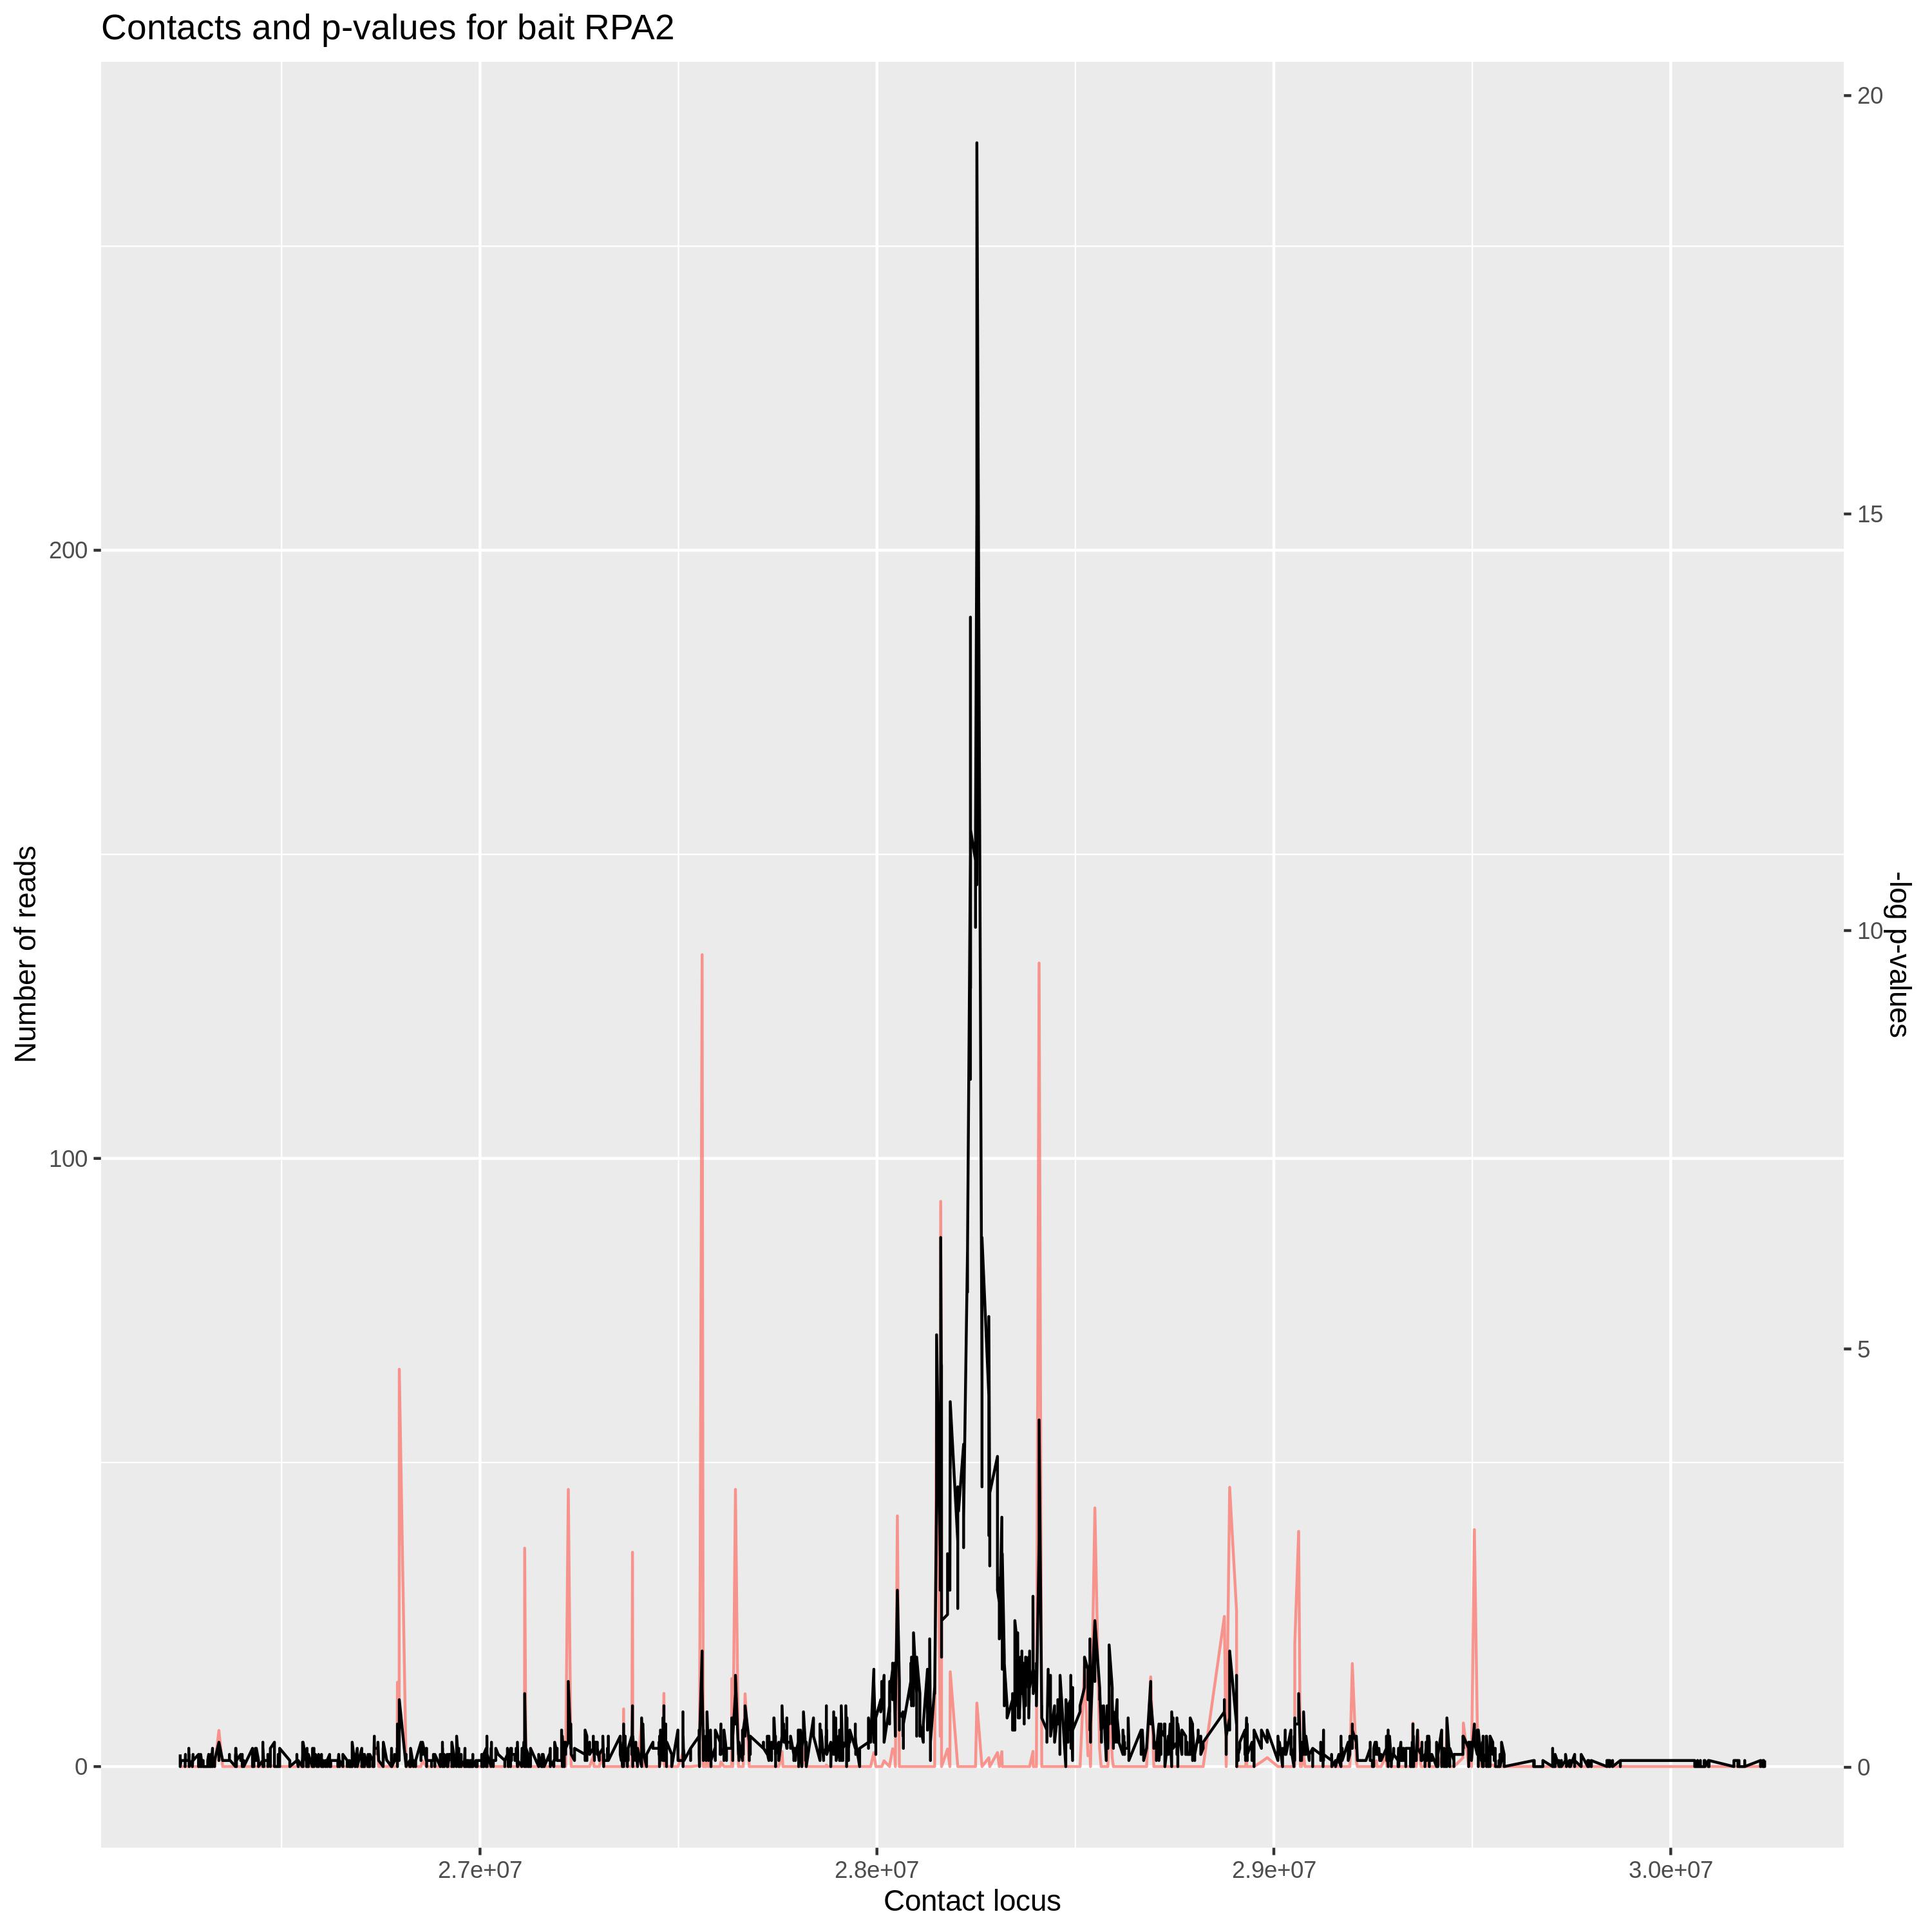 Contacts and p-values for bait RPA2
Number of reads
200
100
0
20
15
10
5
0
-log p-values
2.7e+07
2.8e+07
2.9e+07
3.0e+07
Contact locus